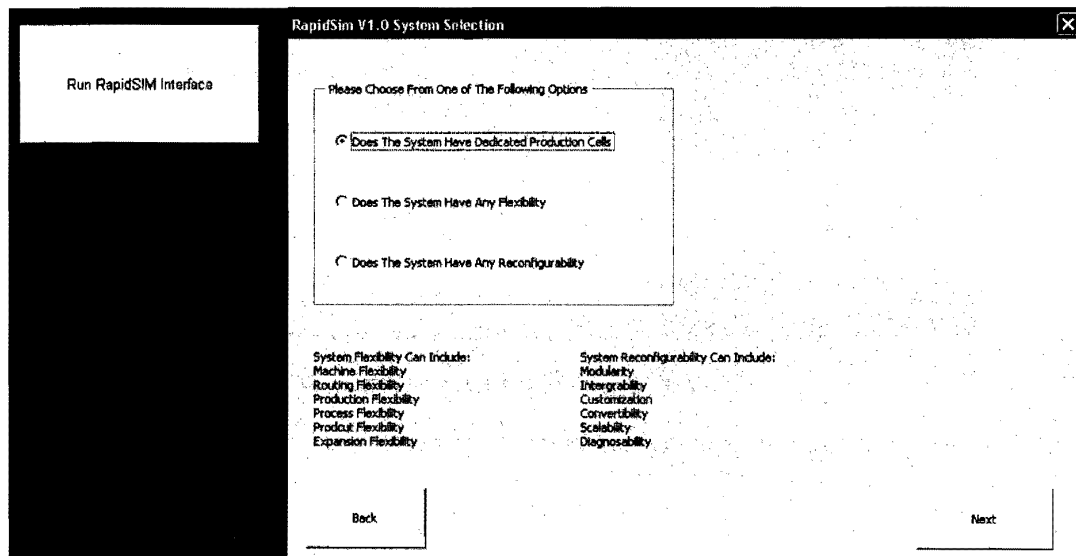 RapidSim V1.0 System Selection
Run RapidSIM Interface
Please Choose From One of The Following Options
Does The System Have Dedicated Production Cells
Does The System Have Any Flexibility
Does The System Have Any Reconfigurability
System Flexibility Can Include:
Machine Flexibility
Routing Flexibility
Production Flexibility
Process Flexibility
Prodcut Flexibility
Expansion Flexibility
System Reconfigurability Can Include:
Modularity
Intergrability
Customization
Convertibility
Scalability
Diagnosability
Back
Next